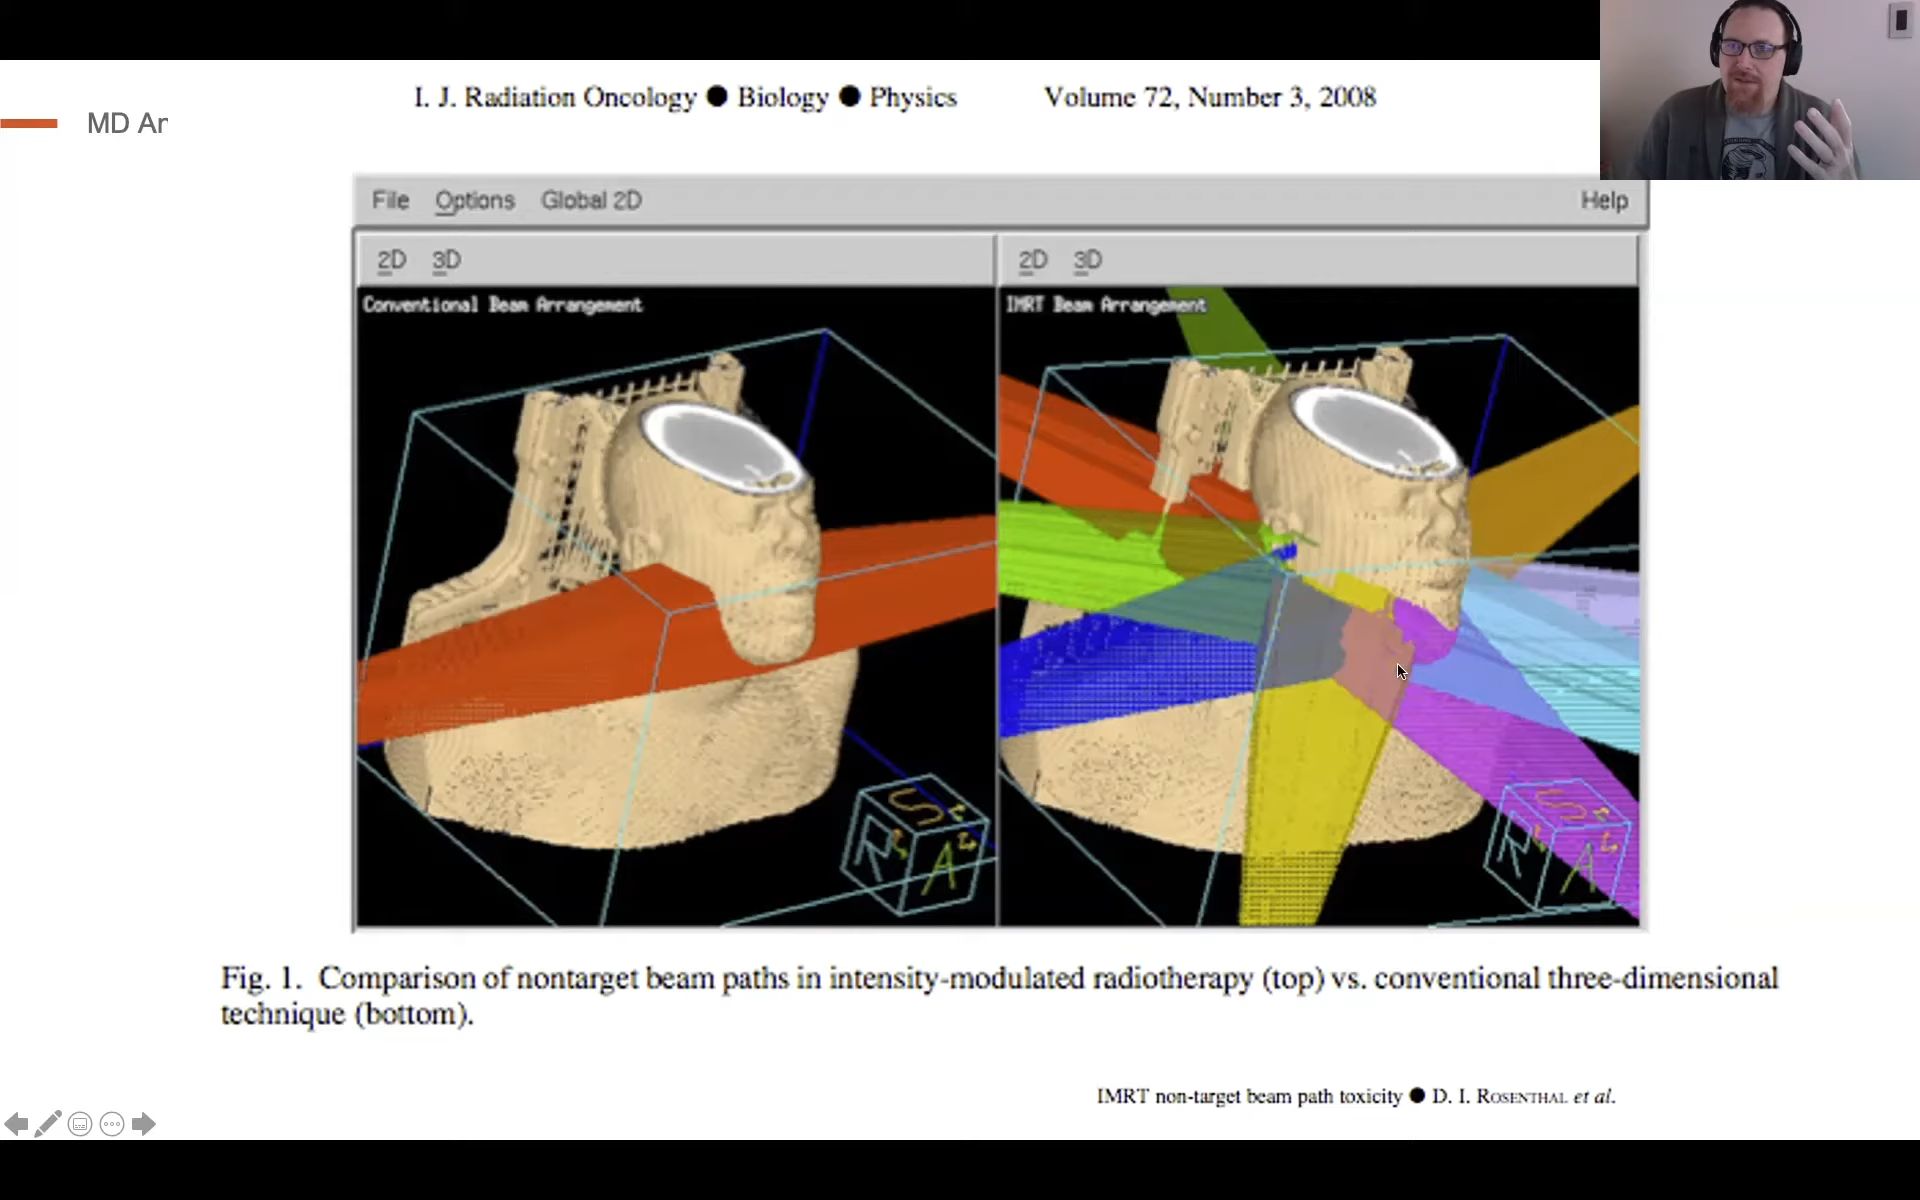 I. J. Radiation Oncology ● Biology ● Physics Volume 72, Number 3, 2008
MD Ar
File Options Global 2D Help
2D 3D 2D 3D
Conventional Beam Arrangement IMRT Beam Arrangement
S S
R A R A
Fig. 1. Comparison of nontarget beam paths in intensity-modulated radiotherapy (top) vs. conventional three-dimensional
technique (bottom).
IMRT non-target beam path toxicity ● D. I. ROSENTHAL et al.